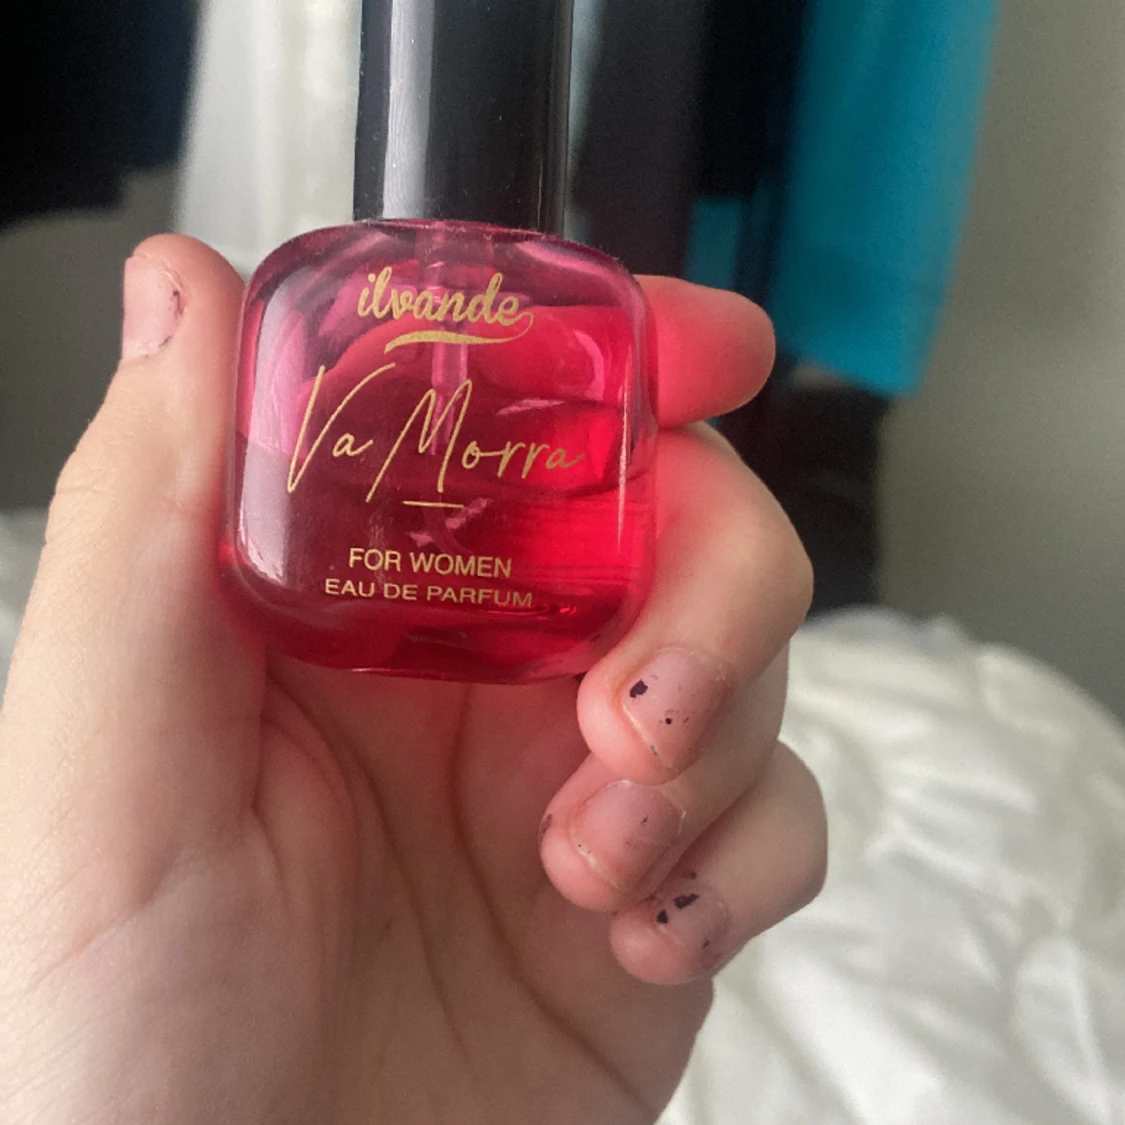 ilvande
Va Morra
FOR WOMEN
EAU DE PARFUM